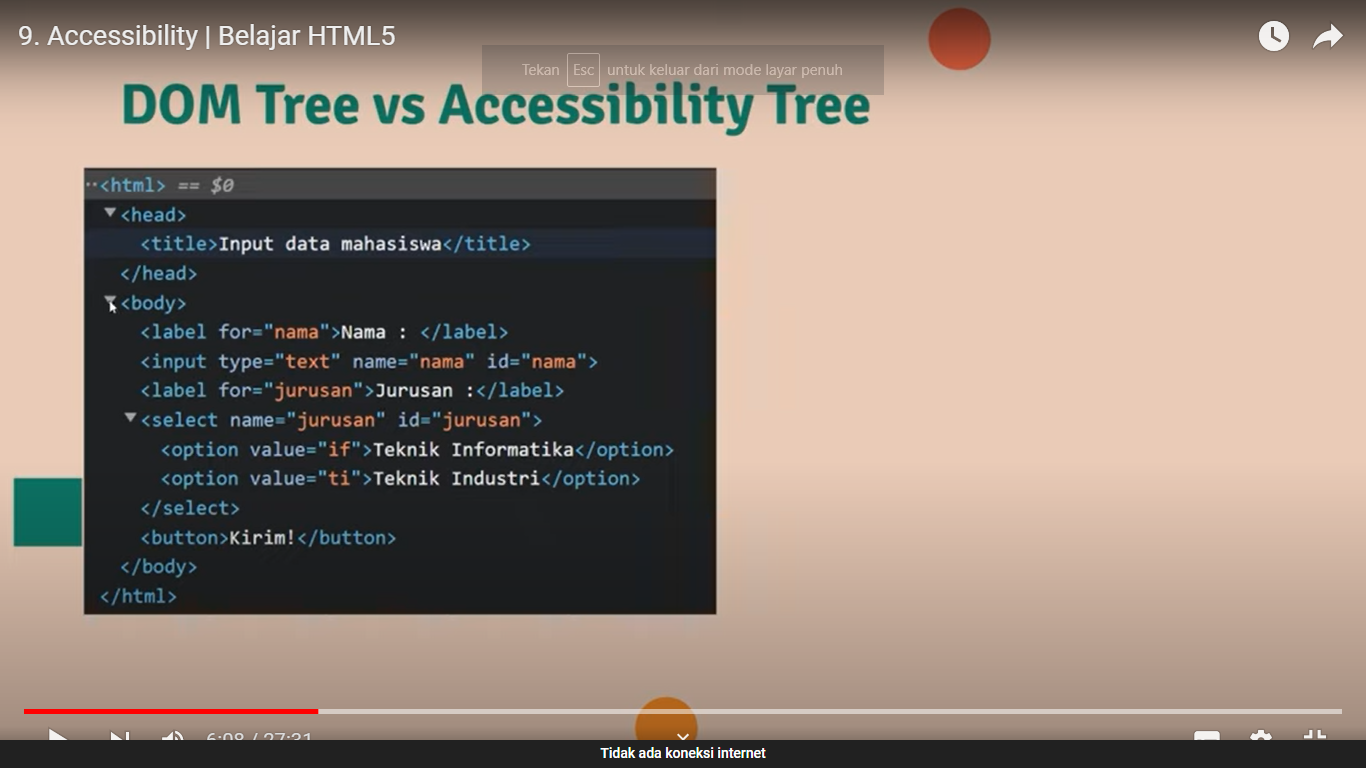 9. Accessibility | Belajar HTML5
Tekan Esc untuk keluar dari mode layar penuh
DOM Tree vs Accessibility Tree
··<html> == $0
<head>
<title>Input data mahasiswa</title>
</head>
<body>
<label for="nama">Nama : </label>
<input type="text" name="nama" id="nama">
<label for="jurusan">Jurusan :</label>
<select name="jurusan" id="jurusan">
<option value="if">Teknik Informatika</option>
<option value="ti">Teknik Industri</option>
</select>
<button>Kirim!</button>
</body>
</html>
6:08 / 27:31
Tidak ada koneksi internet